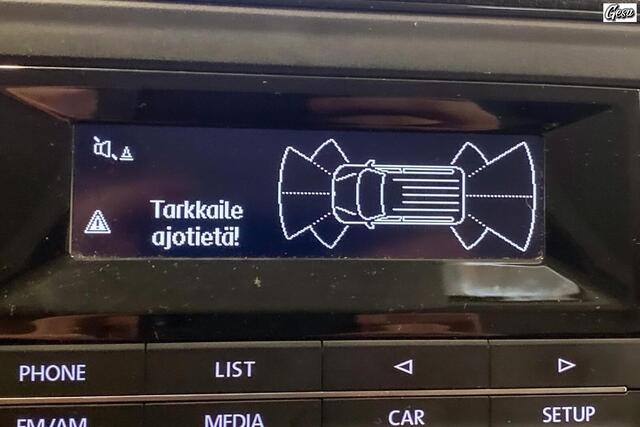 Gesu
Tarkkaile
ajotietä!
PHONE
LIST
FM/AM
MEDIA
CAR
SETUP